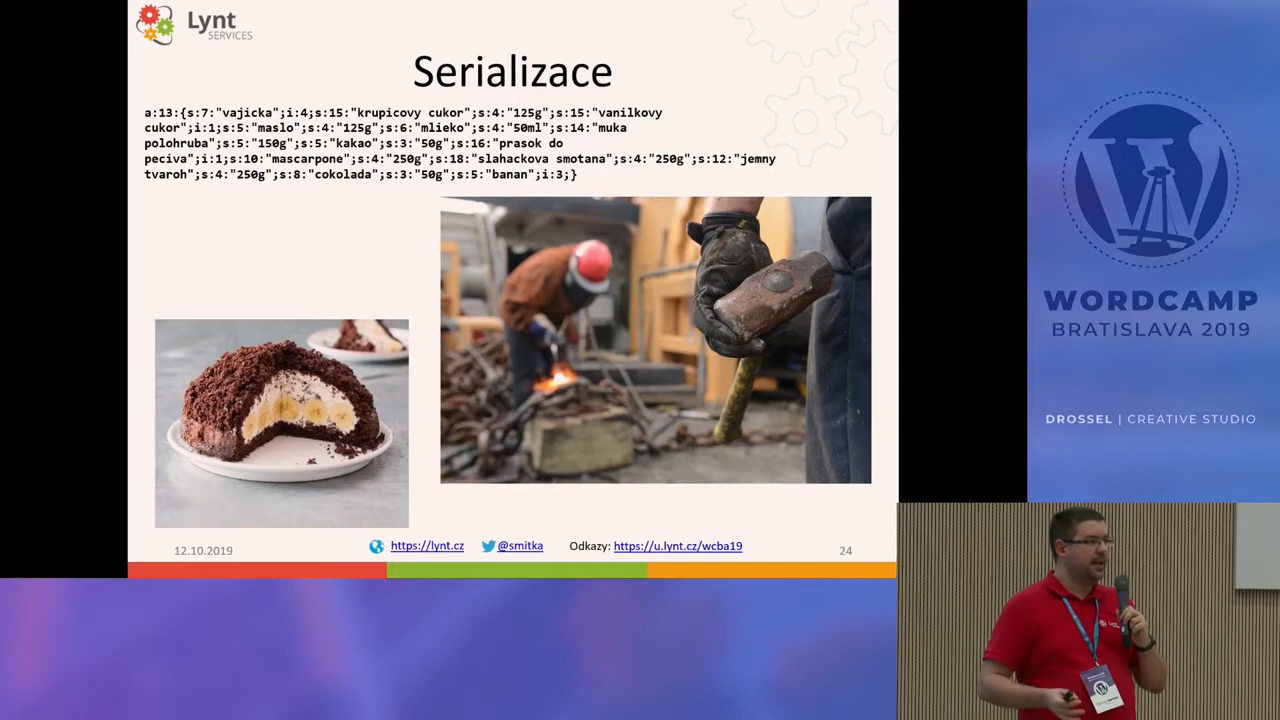 Lynt
SERVICES
Serializace
a:13:{s:7:"vajicka";i:4;s:15:"krupicovy cukor";s:4:"125g";s:15:"vanilkovy
cukor";i:1;s:5:"maslo";s:4:"125g";s:6:"mlieko";s:4:"50ml";s:14:"muka
polohruba";s:5:"150g";s:5:"kakao";s:3:"50g";s:16:"prasok do
peciva";i:1;s:10:"mascarpone";s:4:"250g";s:18:"slahackova smotana";s:4:"250g";s:12:"jemny
tvaroh";s:4:"250g";s:8:"cokolada";s:3:"50g";s:5:"banan";i:3;}
12.10.2019
https://lynt.cz
@smitka
Odkazy: https://u.lynt.cz/wcba19
24
WORDCAMP
BRATISLAVA 2019
DROSSEL | CREATIVE STUDIO